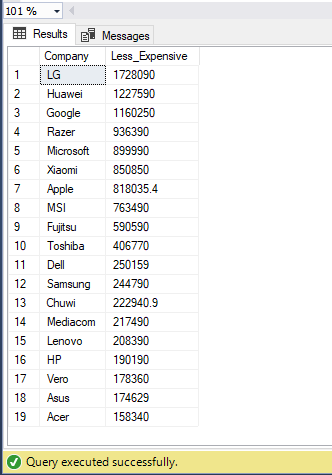 101 %
Results Messages
Company Less_Expensive
1 LG 1728090
2 Huawei 1227590
3 Google 1160250
4 Razer 936390
5 Microsoft 899990
6 Xiaomi 850850
7 Apple 818035.4
8 MSI 763490
9 Fujitsu 590590
10 Toshiba 406770
11 Dell 250159
12 Samsung 244790
13 Chuwi 222940.9
14 Mediacom 217490
15 Lenovo 208390
16 HP 190190
17 Vero 178360
18 Asus 174629
19 Acer 158340
Query executed successfully.